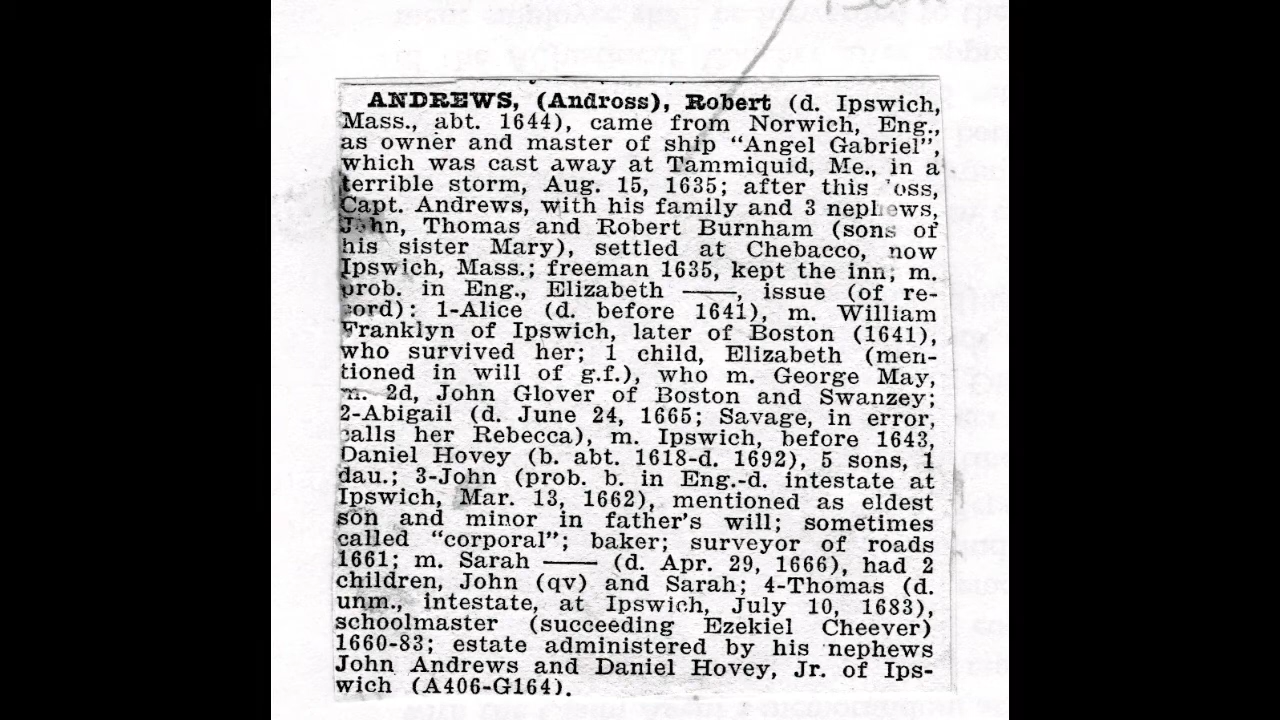 ANDREWS, (Andross), Robert (d. Ipswich,
Mass., abt. 1644), came from Norwich, Eng.,
as owner and master of ship "Angel Gabriel",
which was cast away at Tammiquid, Me., in a
terrible storm, Aug. 15, 1635; after this oss,
Capt. Andrews, with his family and 3 nephews,
John, Thomas and Robert Burnham (sons of
his sister Mary), settled at Chebacco, now
Ipswich, Mass.; freeman 1635, kept the inn; m.
prob. in Eng., Elizabeth ——, issue (of re-
cord): 1-Alice (d. before 1641), m. William
Franklyn of Ipswich, later of Boston (1641),
who survived her; 1 child, Elizabeth (men-
tioned in will of g.f.), who m. George May,
m. 2d, John Glover of Boston and Swanzey;
2-Abigail (d. June 24, 1665; Savage, in error,
calls her Rebecca), m. Ipswich, before 1643,
Daniel Hovey (b. abt. 1618-d. 1692), 5 sons, 1
dau.; 3-John (prob. b. in Eng.-d. intestate at
Ipswich, Mar. 13, 1662), mentioned as eldest
son and minor in father's will; sometimes
called "corporal"; baker; surveyor of roads
1661; m. Sarah —— (d. Apr. 29, 1666), had 2
children, John (qv) and Sarah; 4-Thomas (d.
unm., intestate, at Ipswich, July 10, 1683),
schoolmaster (succeeding Ezekiel Cheever)
1660-83; estate administered by his nephews
John Andrews and Daniel Hovey, Jr. of Ips-
wich (A406-G164).